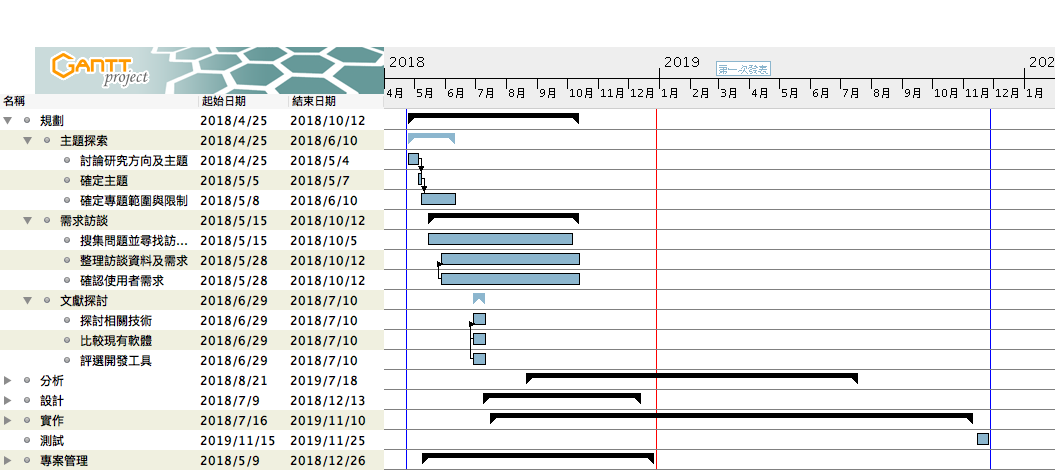 GANTT
project
2018 2019 202
第一次發表
4月 5月 6月 7月 8月 9月 10月 11月 12月 1月 2月 3月 4月 5月 6月 7月 8月 9月 10月 11月 12月 1月
名稱 起始日期 結束日期
規劃 2018/4/25 2018/10/12
主題探索 2018/4/25 2018/6/10
討論研究方向及主題 2018/4/25 2018/5/4
確定主題 2018/5/5 2018/5/7
確定專題範圍與限制 2018/5/8 2018/6/10
需求訪談 2018/5/15 2018/10/12
搜集問題並尋找訪... 2018/5/15 2018/10/5
整理訪談資料及需求 2018/5/28 2018/10/12
確認使用者需求 2018/5/28 2018/10/12
文獻探討 2018/6/29 2018/7/10
探討相關技術 2018/6/29 2018/7/10
比較現有軟體 2018/6/29 2018/7/10
評選開發工具 2018/6/29 2018/7/10
分析 2018/8/21 2019/7/18
設計 2018/7/9 2018/12/13
實作 2018/7/16 2019/11/10
測試 2019/11/15 2019/11/25
專案管理 2018/5/9 2018/12/26